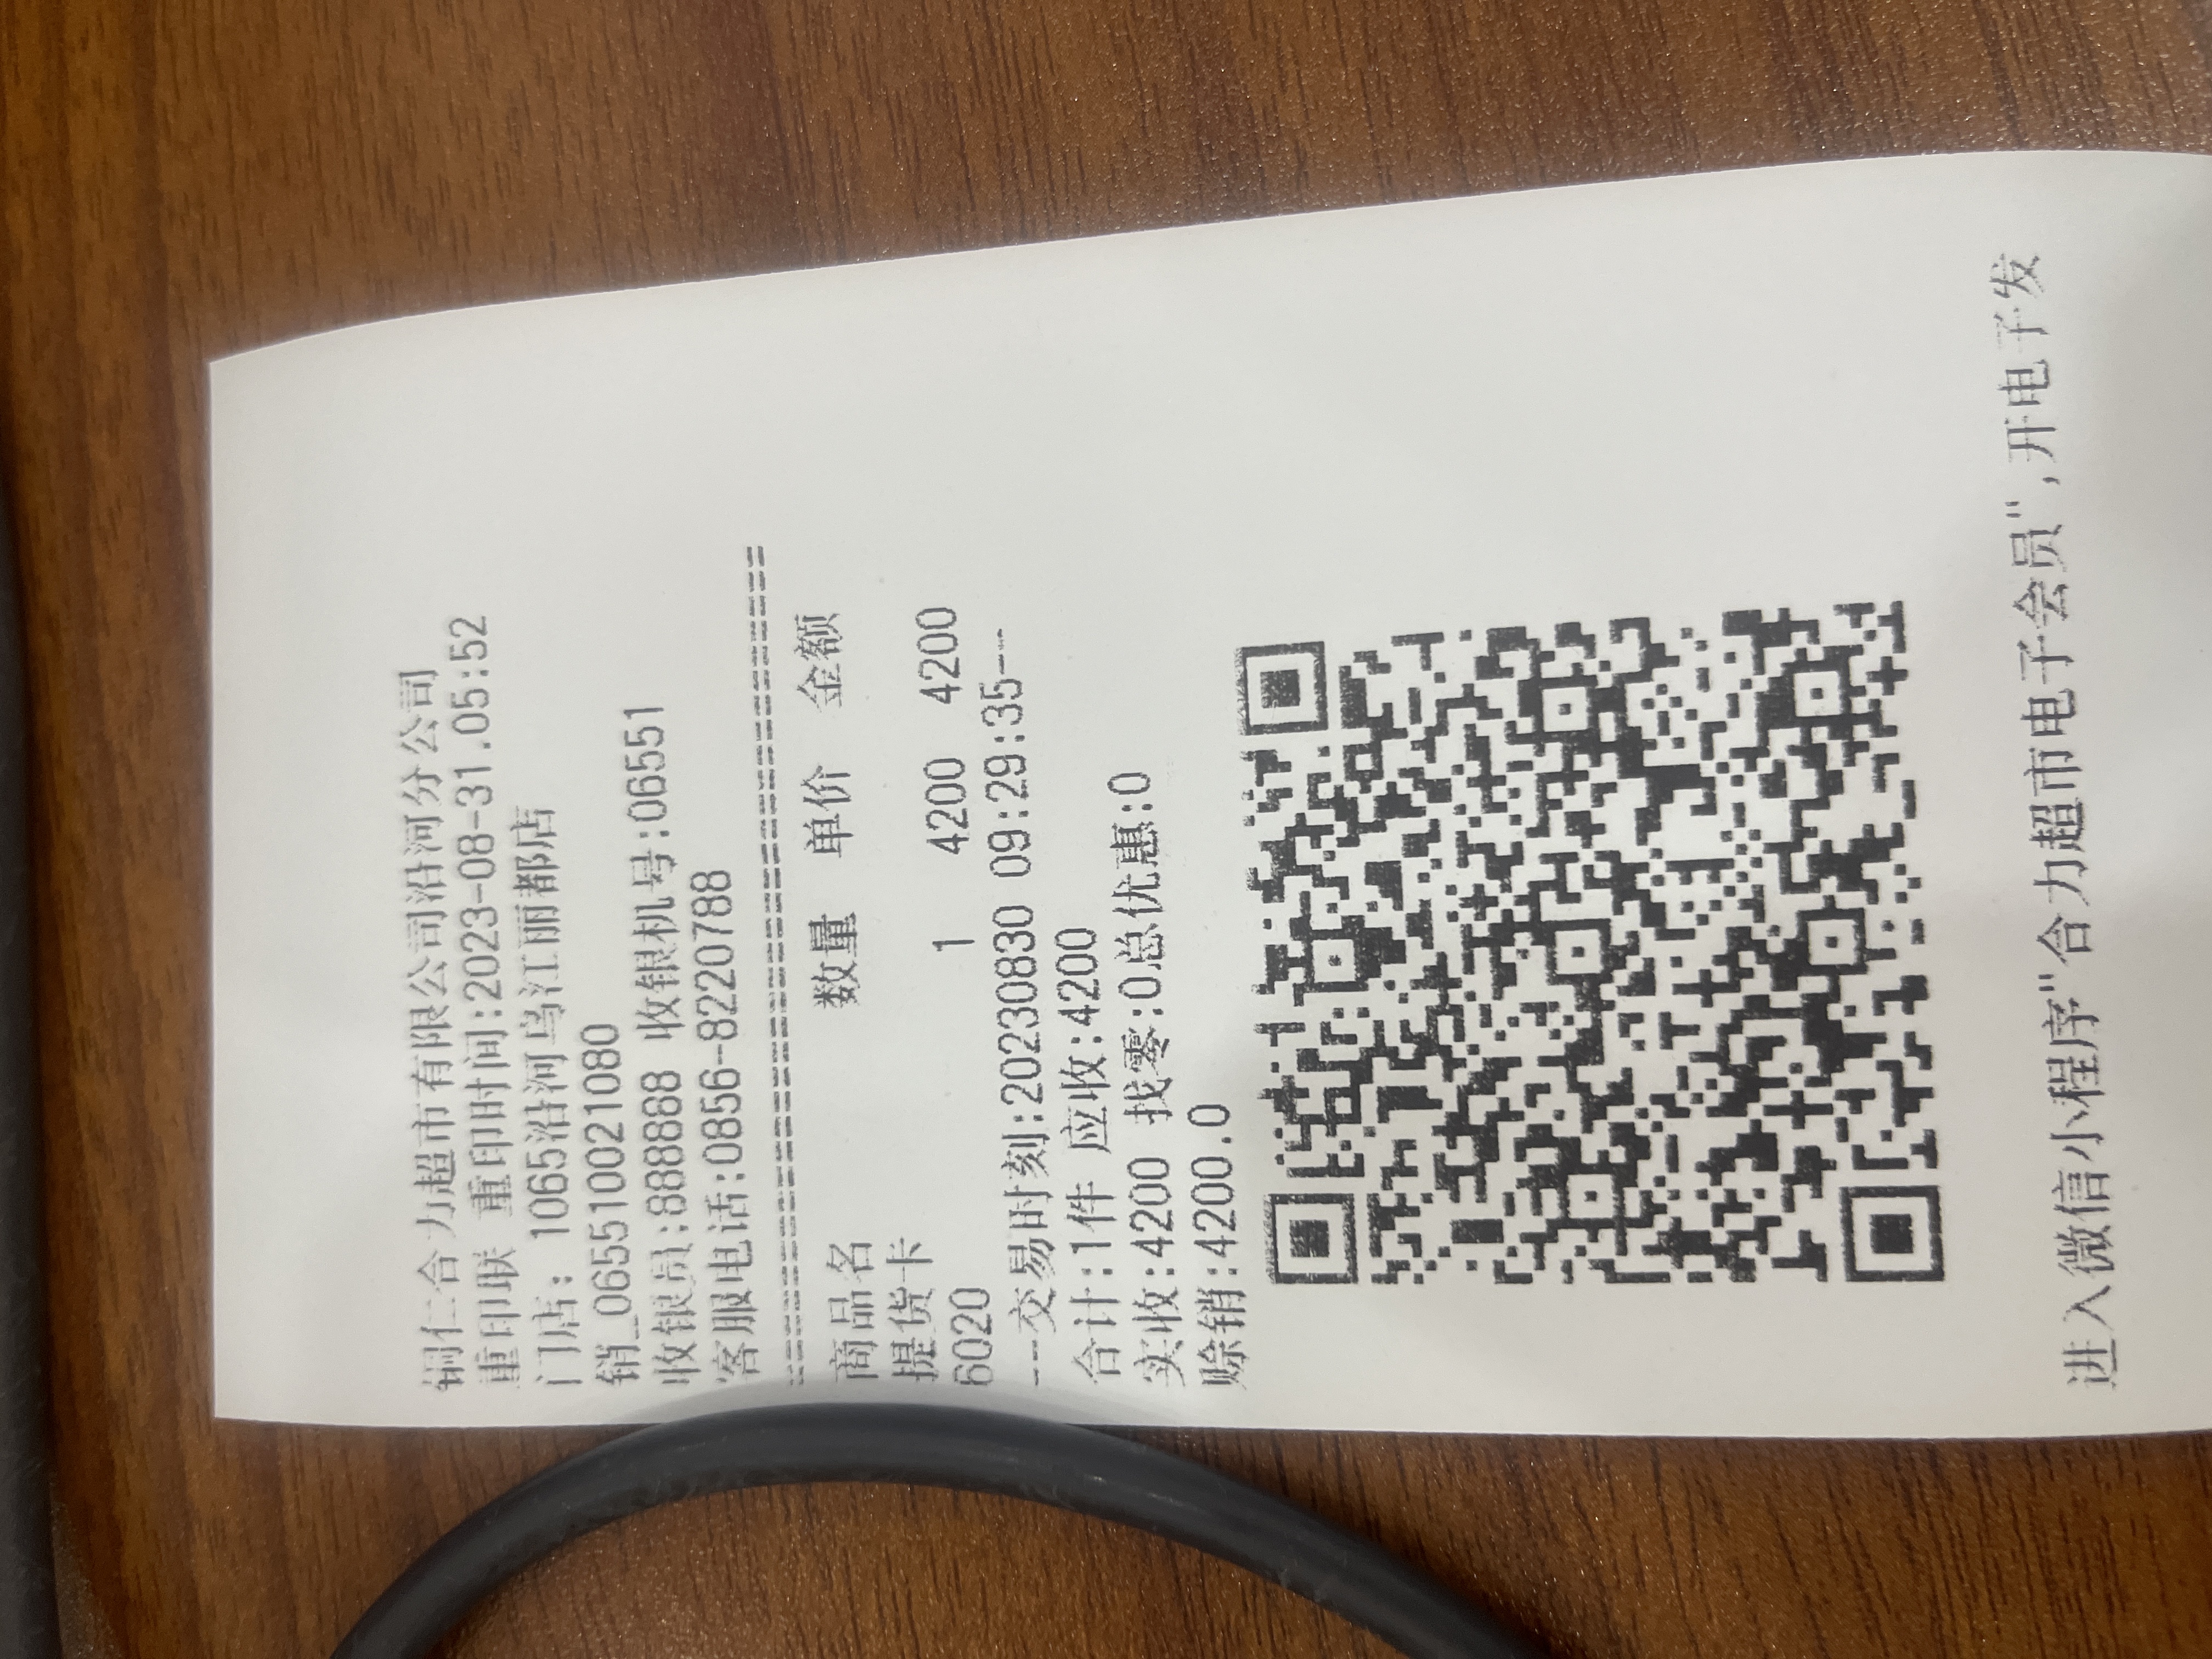 铜仁合力超市有限公司沿河分公司
重印联 重印时间:2023-08-31.05:52
门店: 1065沿河乌江丽都店
销_065510021080
收银员:888888 收银机号:06551
客服电话:0856-8220788
商品名 数量 单价 金额
提货卡
6020 1 4200 4200
---交易时刻:20230830 09:29:35---
合计:1件 应收:4200
实收:4200 找零:0总优惠:0
赊销:4200.0
进入微信小程序"合力超市电子会员",开电子发